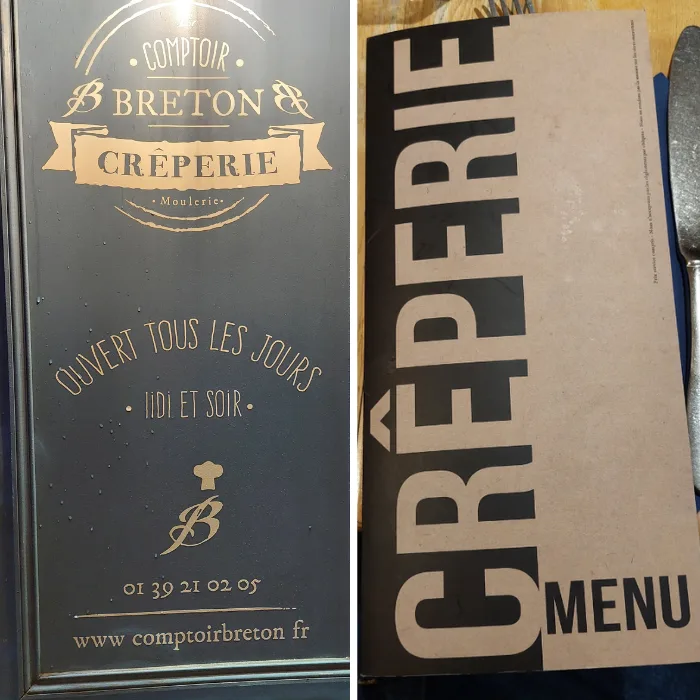 COMPTOIR
B BRETON B
CRÊPERIE
• Moulerie •
OUVERT TOUS LES JOURS
• MIDI ET SOIR •
B
01 39 21 02 05
www comptoirbreton fr
CRÊPERIE
MENU